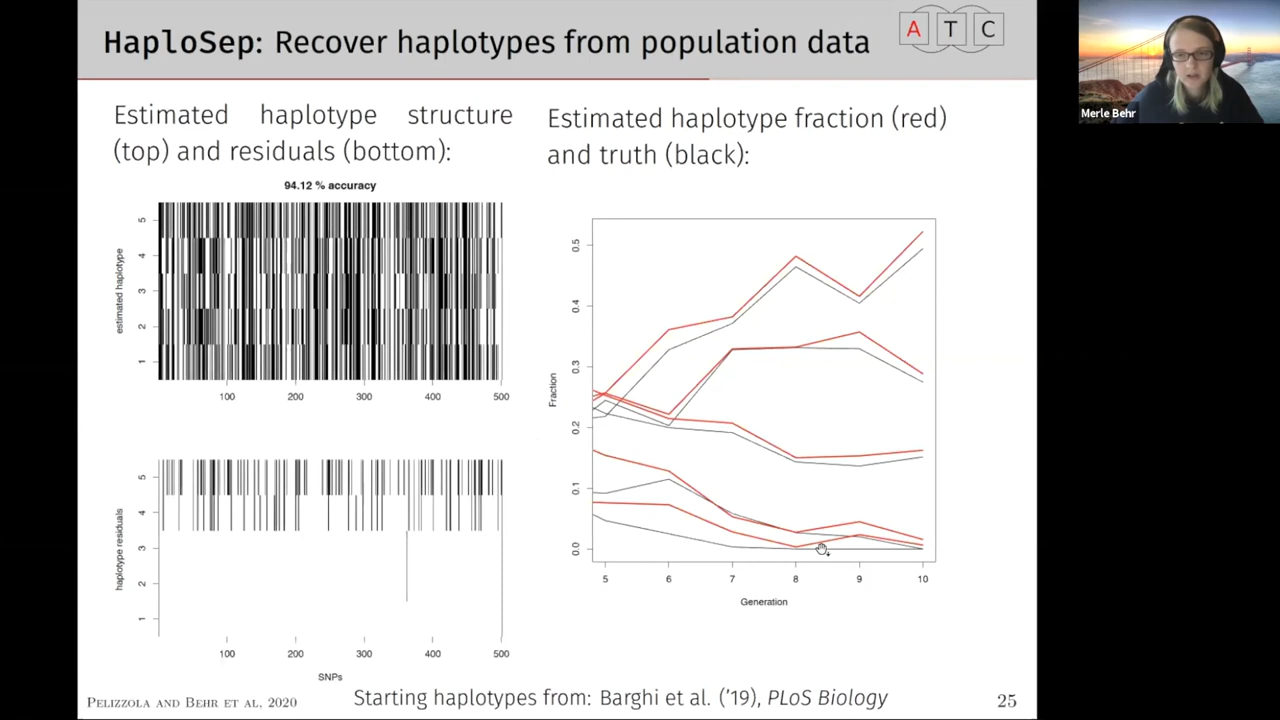 HaploSep: Recover haplotypes from population data
A T C
Merle Behr
Estimated haplotype structure
(top) and residuals (bottom):
94.12 % accuracy
estimated haplotype
5
4
3
2
1
100 200 300 400 500
haplotype residuals
5
4
3
2
1
100 200 300 400 500
SNPs
Estimated haplotype fraction (red)
and truth (black):
Fraction
0.5
0.4
0.3
0.2
0.1
0.0
5 6 7 8 9 10
Generation
Pelizzola and Behr et al, 2020
Starting haplotypes from: Barghi et al. ('19), PLoS Biology
25